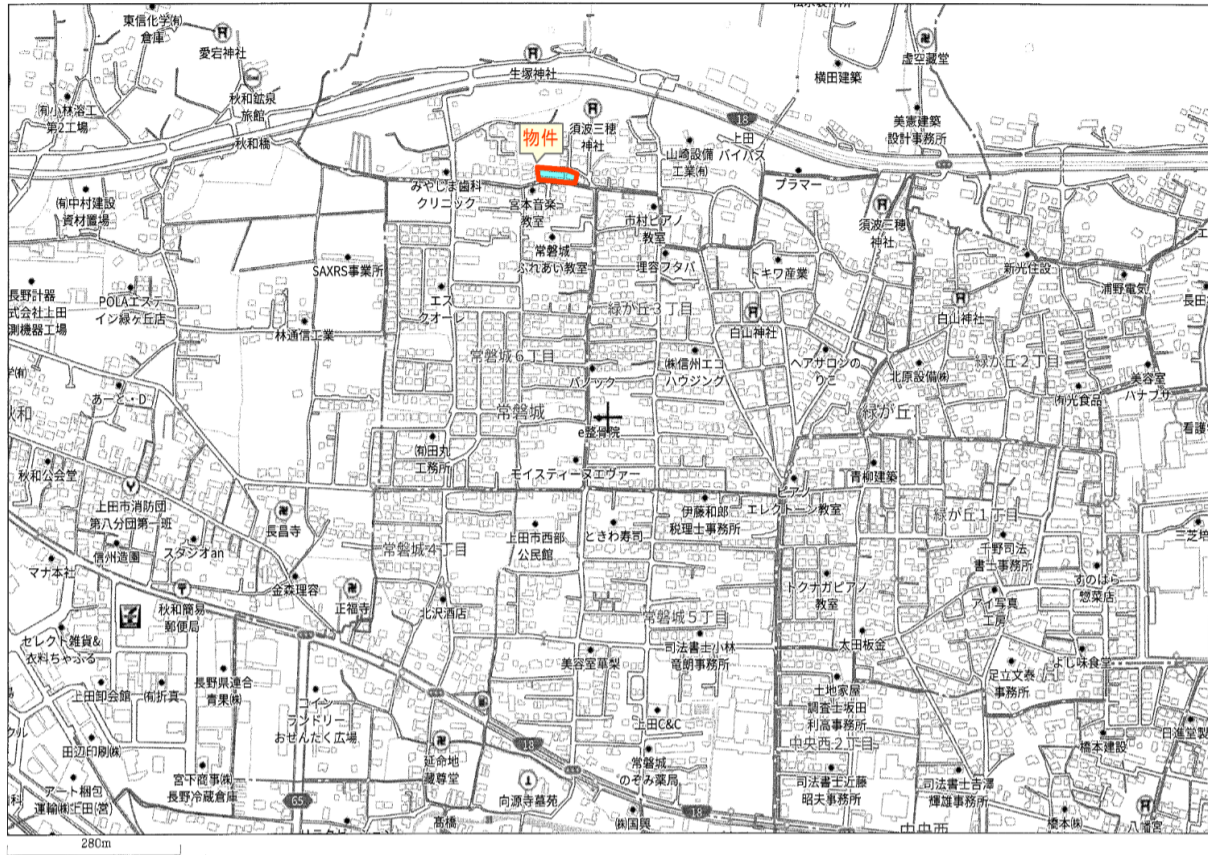 東信化学㈲
倉庫
愛宕神社
㈲小林溶工
第2工場
秋和鉱泉
旅館
秋和橋
生塚神社
物件
須波三穂
神社
18
上田
バイパス
横田建築
虚空蔵堂
美憲建築
設計事務所
山崎設備
工業㈲
プラマー
㈲中村建設
資材置場
みやじま歯科
クリニック
宮本音楽
教室
市村ピアノ
教室
須波三穂
神社
SAXRS事業所
常磐城
ふれあい教室
理容フタバ
トキワ産業
新光住設
浦野電気
長野計器
式会社上田
測機器工場
POLAエステ
イン緑ヶ丘店
林通信工業
エス
クオーレ
緑が丘3丁目
白山神社
白山神社
長田
常磐城6丁目
㈱信州エコ
ハウジング
ヘアサロンの
りこ
北原設備㈱
緑が丘2丁目
美容室
ハナブサ
㈲光食品
あーと・D
パノック
秋和
常磐城
緑が丘
e整骨院
看護
㈲田丸
工務所
モイスティーヌエヴァー
青柳建築
秋和公会堂
上田市消防団
第八分団第一班
長昌寺
ピアノ
エレクトーン教室
伊藤和郎
税理士事務所
緑が丘1丁目
上田市西部
公民館
ときわ寿司
千野司法
書士事務所
信州造園
スタジオan
常磐城4丁目
マナ本社
金森理容
正福寺
北沢酒店
トクナガピアノ
教室
すのはら
惣菜店
アイ写真
工房
秋和簡易
郵便局
常磐城5丁目
セレクト雑貨&
衣料ちゃぶる
司法書士小林
竜朗事務所
太田板金
よし味食堂
美容室華梨
足立文泰
事務所
上田卸会館
㈲折真
長野県連合
青果㈱
コイン
ランドリー
おせんたく広場
土地家屋
調査士坂田
利高事務所
上田C&C
田辺印刷㈱
中央西2丁目
橋本建設
日進堂製
18
延命地
蔵尊堂
常磐城
のぞみ薬局
宮下商事㈱
長野冷蔵倉庫
アート梱包
運輸㈱上田(営)
65
向源寺墓苑
司法書士近藤
昭夫事務所
司法書士吉澤
輝雄事務所
18
高橋
㈱国興
中央西
橋本㈱
八幡宮
280m